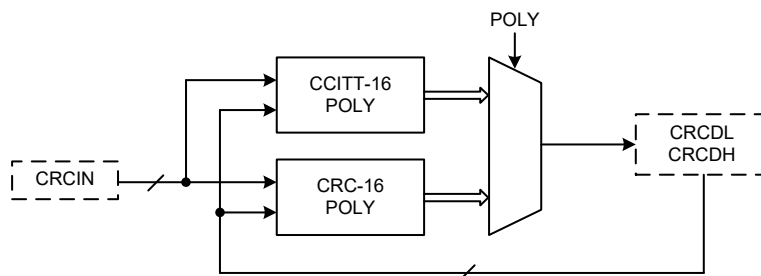 POLY
CCITT-16
POLY
CRCDL
CRCDH
CRCIN
CRC-16
POLY